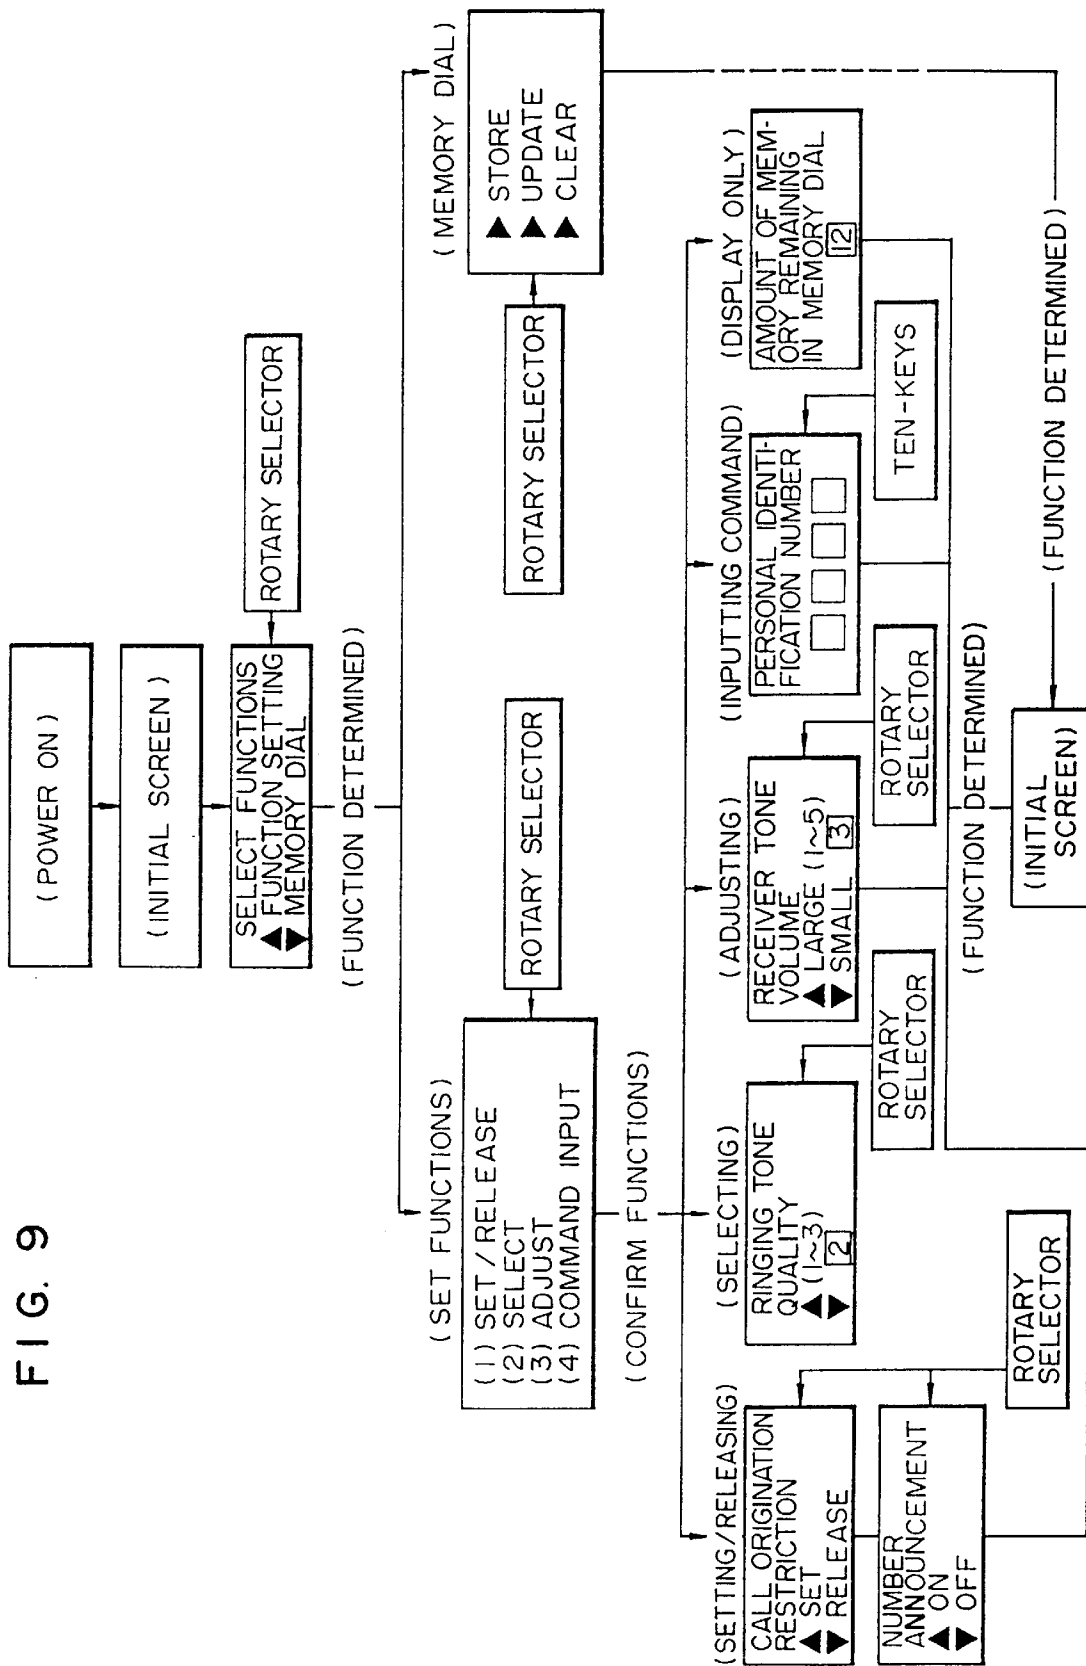 FIG. 9
(POWER ON)
(INITIAL SCREEN)
SELECT FUNCTIONS
▲ FUNCTION SETTING
▼ MEMORY DIAL
ROTARY SELECTOR
(FUNCTION DETERMINED)
(SET FUNCTIONS)
(1) SET/RELEASE
(2) SELECT
(3) ADJUST
(4) COMMAND INPUT
ROTARY SELECTOR
(MEMORY DIAL)
▲ STORE
▲ UPDATE
▲ CLEAR
ROTARY SELECTOR
(CONFIRM FUNCTIONS)
(SETTING/RELEASING)
CALL ORIGINATION
RESTRICTION
▲ SET
▼ RELEASE
NUMBER
ANNOUNCEMENT
▲ ON
▼ OFF
ROTARY
SELECTOR
(SELECTING)
RINGING TONE
QUALITY
▲ (1~3)
▼ 2
ROTARY
SELECTOR
(ADJUSTING)
RECEIVER TONE
VOLUME
▲ LARGE (1~5)
▼ SMALL 3
ROTARY
SELECTOR
(INPUTTING COMMAND)
PERSONAL IDENTI-
FICATION NUMBER
TEN-KEYS
(DISPLAY ONLY)
AMOUNT OF MEM-
ORY REMAINING
IN MEMORY DIAL
12
(FUNCTION DETERMINED)
(FUNCTION DETERMINED)
(INITIAL
SCREEN)